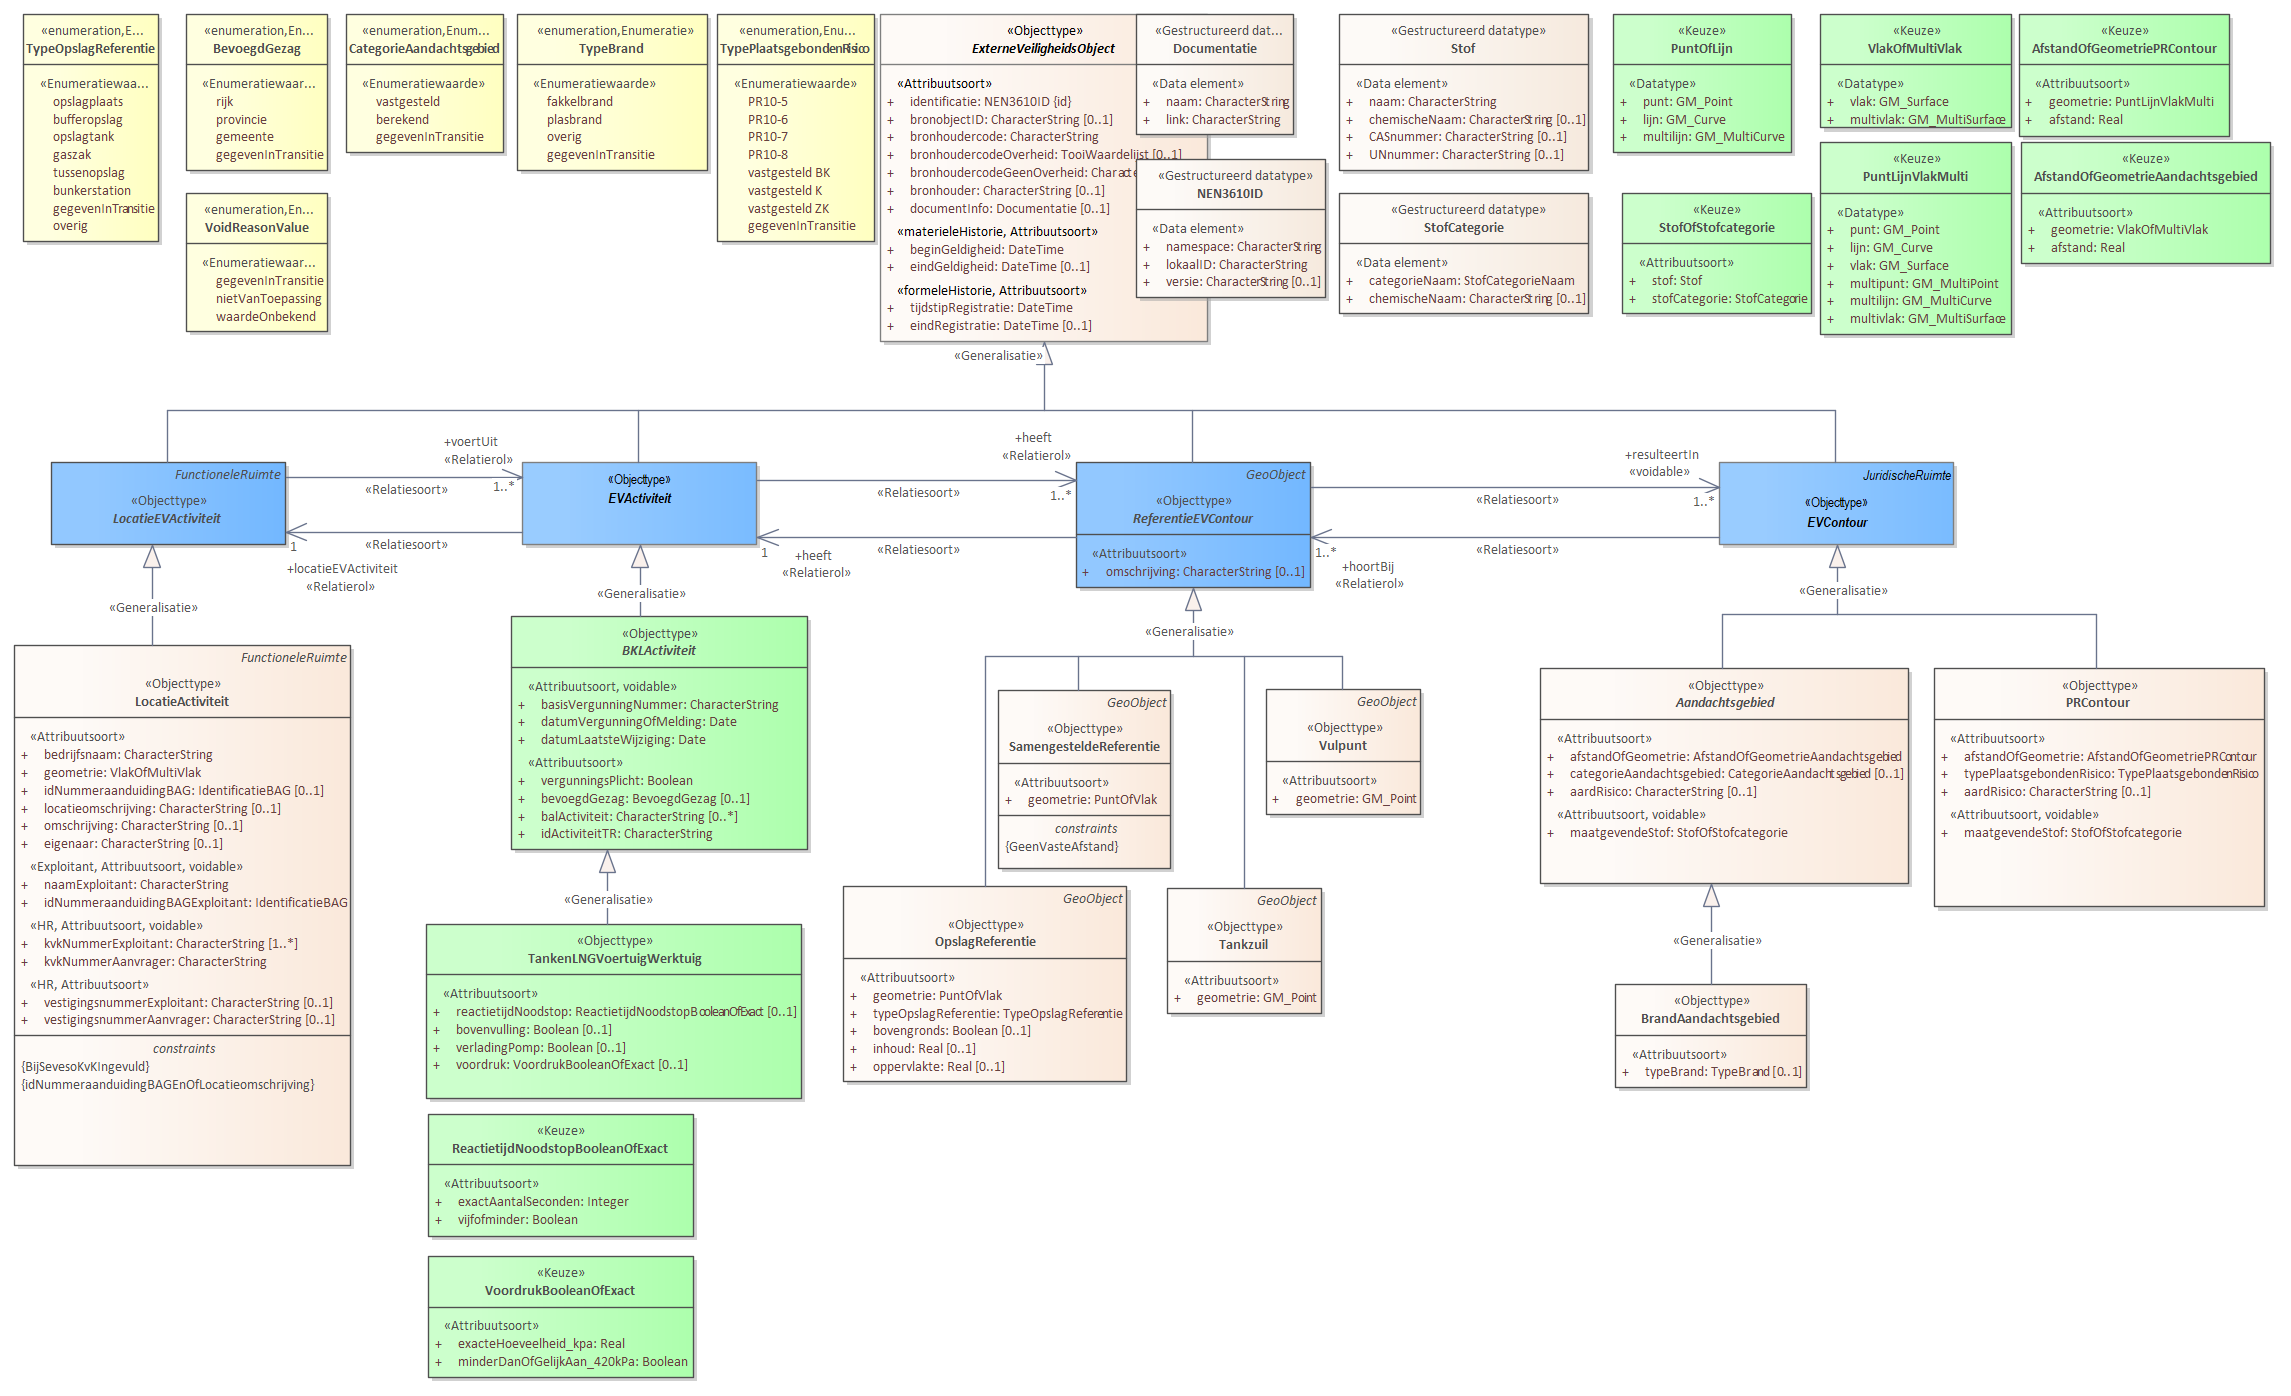 «enumeration,E...
TypeOpslagReferentie
«Enumeratiewaa...
opslagplaats
bufferopslag
opslagtank
gaszak
tussenopslag
bunkerstation
gegevenInTransitie
overig
«enumeration,En...
BevoegdGezag
«Enumeratiewaar...
rijk
provincie
gemeente
gegevenInTransitie
«enumeration,En...
VoidReasonValue
«Enumeratiewaar...
gegevenInTransitie
nietVanToepassing
waardeOnbekend
«enumeration,Enum...
CategorieAandachtsgebied
«Enumeratiewaarde»
vastgesteld
berekend
gegevenInTransitie
«enumeration,Enumeratie»
TypeBrand
«Enumeratiewaarde»
fakkelbrand
plasbrand
overig
gegevenInTransitie
«enumeration,Enu...
TypePlaatsgebondenRisico
«Enumeratiewaarde»
PR10-5
PR10-6
PR10-7
PR10-8
vastgesteld BK
vastgesteld K
vastgesteld ZK
gegevenInTransitie
«Objecttype»
ExterneVeiligheidsObject
«Attribuutsoort»
+ identificatie: NEN3610ID {id}
+ bronobjectID: CharacterString [0..1]
+ bronhoudercode: CharacterString
+ bronhoudercodeOverheid: TooiWaardelijst [0..1]
+ bronhoudercodeGeenOverheid:
+ bronhouder: CharacterString [0..1]
+ documentInfo: Documentatie [0..1]
«materieleHistorie, Attribuutsoort»
+ beginGeldigheid: DateTime
+ eindGeldigheid: DateTime [0..1]
«formeleHistorie, Attribuutsoort»
+ tijdstipRegistratie: DateTime
+ eindRegistratie: DateTime [0..1]
«Gestructureerd dat...
Documentatie
«Data element»
+ naam: CharacterString
+ link: CharacterString
«Gestructureerd datatype»
NEN3610ID
«Data element»
+ namespace: CharacterString
+ lokaalID: CharacterString
+ versie: CharacterString [0..1]
«Gestructureerd datatype»
Stof
«Data element»
+ naam: CharacterString
+ chemischeNaam: CharacterString [0..1]
+ CASnummer: CharacterString [0..1]
+ UNnummer: CharacterString [0..1]
«Gestructureerd datatype»
StofCategorie
«Data element»
+ categorieNaam: StofCategorieNaam
+ chemischeNaam: CharacterString [0..1]
«Keuze»
PuntOfLijn
«Datatype»
+ punt: GM_Point
+ lijn: GM_Curve
+ multilijn: GM_MultiCurve
«Keuze»
StofOfStofcategorie
«Attribuutsoort»
+ stof: Stof
+ stofCategorie: StofCategorie
«Keuze»
VlakOfMultiVlak
«Datatype»
+ vlak: GM_Surface
+ multivlak: GM_MultiSurface
«Keuze»
PuntLijnVlakMulti
«Datatype»
+ punt: GM_Point
+ lijn: GM_Curve
+ vlak: GM_Surface
+ multipunt: GM_MultiPoint
+ multilijn: GM_MultiCurve
+ multivlak: GM_MultiSurface
«Keuze»
AfstandOfGeometriePRContour
«Attribuutsoort»
+ geometrie: PuntLijnVlakMulti
+ afstand: Real
«Keuze»
AfstandOfGeometrieAandachtsgebied
«Attribuutsoort»
+ geometrie: VlakOfMultiVlak
+ afstand: Real
«Generalisatie»
FunctioneleRuimte
«Objecttype»
LocatieEVActiviteit
+voertUit
«Relatierol»
«Relatiesoort»
1..*
«Relatiesoort»
1
+locatieEVActiviteit
«Relatierol»
«Objecttype»
EVActiviteit
+heeft
«Relatierol»
«Relatiesoort»
1..*
«Relatiesoort»
1
+heeft
«Relatierol»
GeoObject
«Objecttype»
ReferentieEVContour
«Attribuutsoort»
+ omschrijving: CharacterString [0..1]
+resulteertIn
«voidable»
«Relatiesoort»
1..*
«Relatiesoort»
1..*
+hoortBij
«Relatierol»
JuridischeRuimte
«Objecttype»
EVContour
«Generalisatie»
«Generalisatie»
«Generalisatie»
«Generalisatie»
FunctioneleRuimte
«Objecttype»
LocatieActiviteit
«Attribuutsoort»
+ bedrijfsnaam: CharacterString
+ geometrie: VlakOfMultiVlak
+ idNummeraanduidingBAG: IdentificatieBAG [0..1]
+ locatieomschrijving: CharacterString [0..1]
+ omschrijving: CharacterString [0..1]
+ eigenaar: CharacterString [0..1]
«Exploitant, Attribuutsoort, voidable»
+ naamExploitant: CharacterString
+ idNummeraanduidingBAGExploitant: IdentificatieBAG
«HR, Attribuutsoort, voidable»
+ kvkNummerExploitant: CharacterString [1..*]
+ kvkNummerAanvrager: CharacterString
«HR, Attribuutsoort»
+ vestigingsnummerExploitant: CharacterString [0..1]
+ vestigingsnummerAanvrager: CharacterString [0..1]
constraints
{BijSevesoKvKIngevuld}
{idNummeraanduidingBAGEnOfLocatieomschrijving}
«Objecttype»
BKLActiviteit
«Attribuutsoort, voidable»
+ basisVergunningNummer: CharacterString
+ datumVergunningOfMelding: Date
+ datumLaatsteWijziging: Date
«Attribuutsoort»
+ vergunningsPlicht: Boolean
+ bevoegdGezag: BevoegdGezag [0..1]
+ balActiviteit: CharacterString [0..*]
+ idActiviteitTR: CharacterString
«Generalisatie»
«Objecttype»
TankenLNGVoertuigWerktuig
«Attribuutsoort»
+ reactietijdNoodstop: ReactietijdNoodstopBooleanOfExact [0..1]
+ bovenvulling: Boolean [0..1]
+ verladingPomp: Boolean [0..1]
+ voordruk: VoordrukBooleanOfExact [0..1]
«Keuze»
ReactietijdNoodstopBooleanOfExact
«Attribuutsoort»
+ exactAantalSeconden: Integer
+ vijfofminder: Boolean
«Keuze»
VoordrukBooleanOfExact
«Attribuutsoort»
+ exacteHoeveelheid_kpa: Real
+ minderDanOfGelijkAan_420kPa: Boolean
GeoObject
«Objecttype»
SamengesteldeReferentie
«Attribuutsoort»
+ geometrie: PuntOfVlak
constraints
{GeenVasteAfstand}
GeoObject
«Objecttype»
Vulpunt
«Attribuutsoort»
+ geometrie: GM_Point
GeoObject
«Objecttype»
OpslagReferentie
«Attribuutsoort»
+ geometrie: PuntOfVlak
+ typeOpslagReferentie: TypeOpslagReferentie
+ bovengronds: Boolean [0..1]
+ inhoud: Real [0..1]
+ oppervlakte: Real [0..1]
GeoObject
«Objecttype»
Tankzuil
«Attribuutsoort»
+ geometrie: GM_Point
«Objecttype»
Aandachtsgebied
«Attribuutsoort»
+ afstandOfGeometrie: AfstandOfGeometrieAandachtsgebied
+ categorieAandachtsgebied: CategorieAandachtsgebied [0..1]
+ aardRisico: CharacterString [0..1]
«Attribuutsoort, voidable»
+ maatgevendeStof: StofOfStofcategorie
«Objecttype»
PRContour
«Attribuutsoort»
+ afstandOfGeometrie: AfstandOfGeometriePRContour
+ typePlaatsgebondenRisico: TypePlaatsgebondenRisico
+ aardRisico: CharacterString [0..1]
«Attribuutsoort, voidable»
+ maatgevendeStof: StofOfStofcategorie
«Generalisatie»
«Objecttype»
BrandAandachtsgebied
«Attribuutsoort»
+ typeBrand: TypeBrand [0..1]